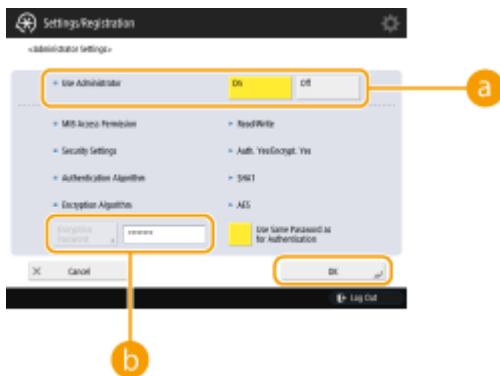 Settings/Registration
<Administrator Settings>
Use Administrator
On
Off
a
MIB Access Permission
Read/Write
Security Settings
Auth. Yes/Encrypt. Yes
Authentication Algorithm
SHA1
Encryption Algorithm
AES
Encryption
Password
*******
Use Same Password as
for Authentication
Cancel
OK
Log Out
b